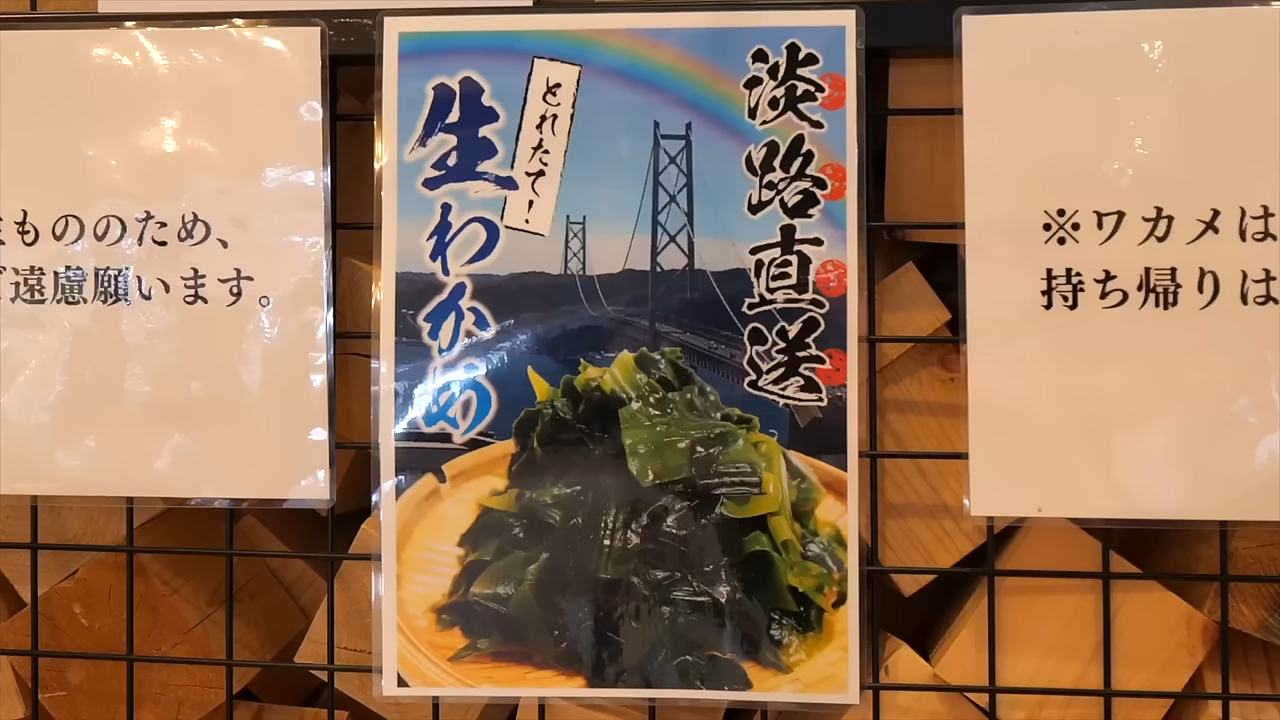 もののため、
遠慮願います。
淡路直送
とれたて!
生わかめ
※ワカメは
持ち帰りは